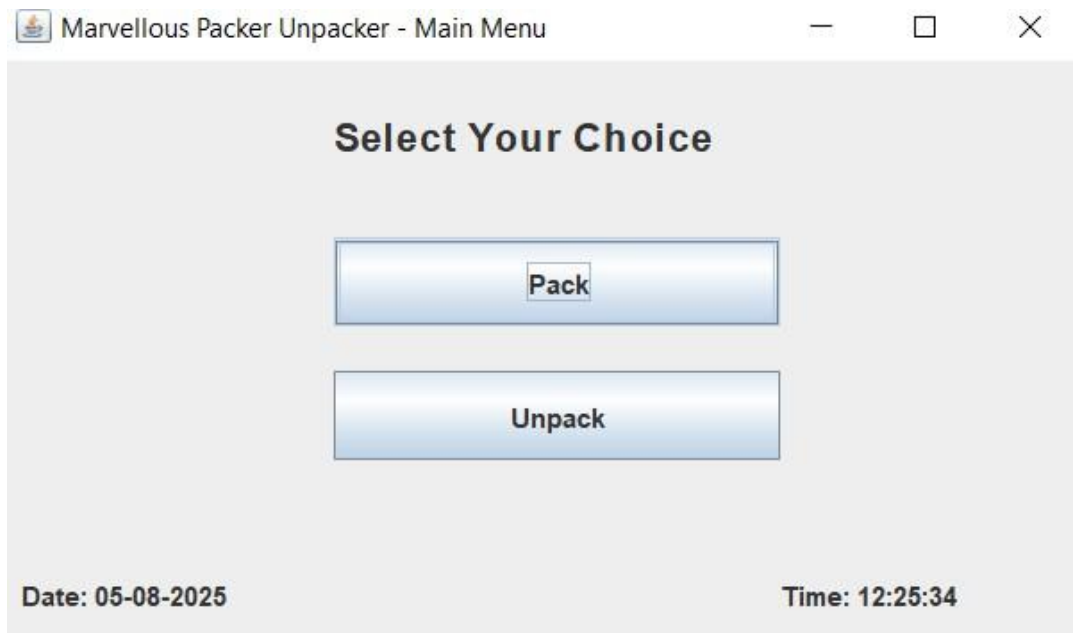 Marvellous Packer Unpacker - Main Menu
Select Your Choice
Pack
Unpack
Date: 05-08-2025
Time: 12:25:34